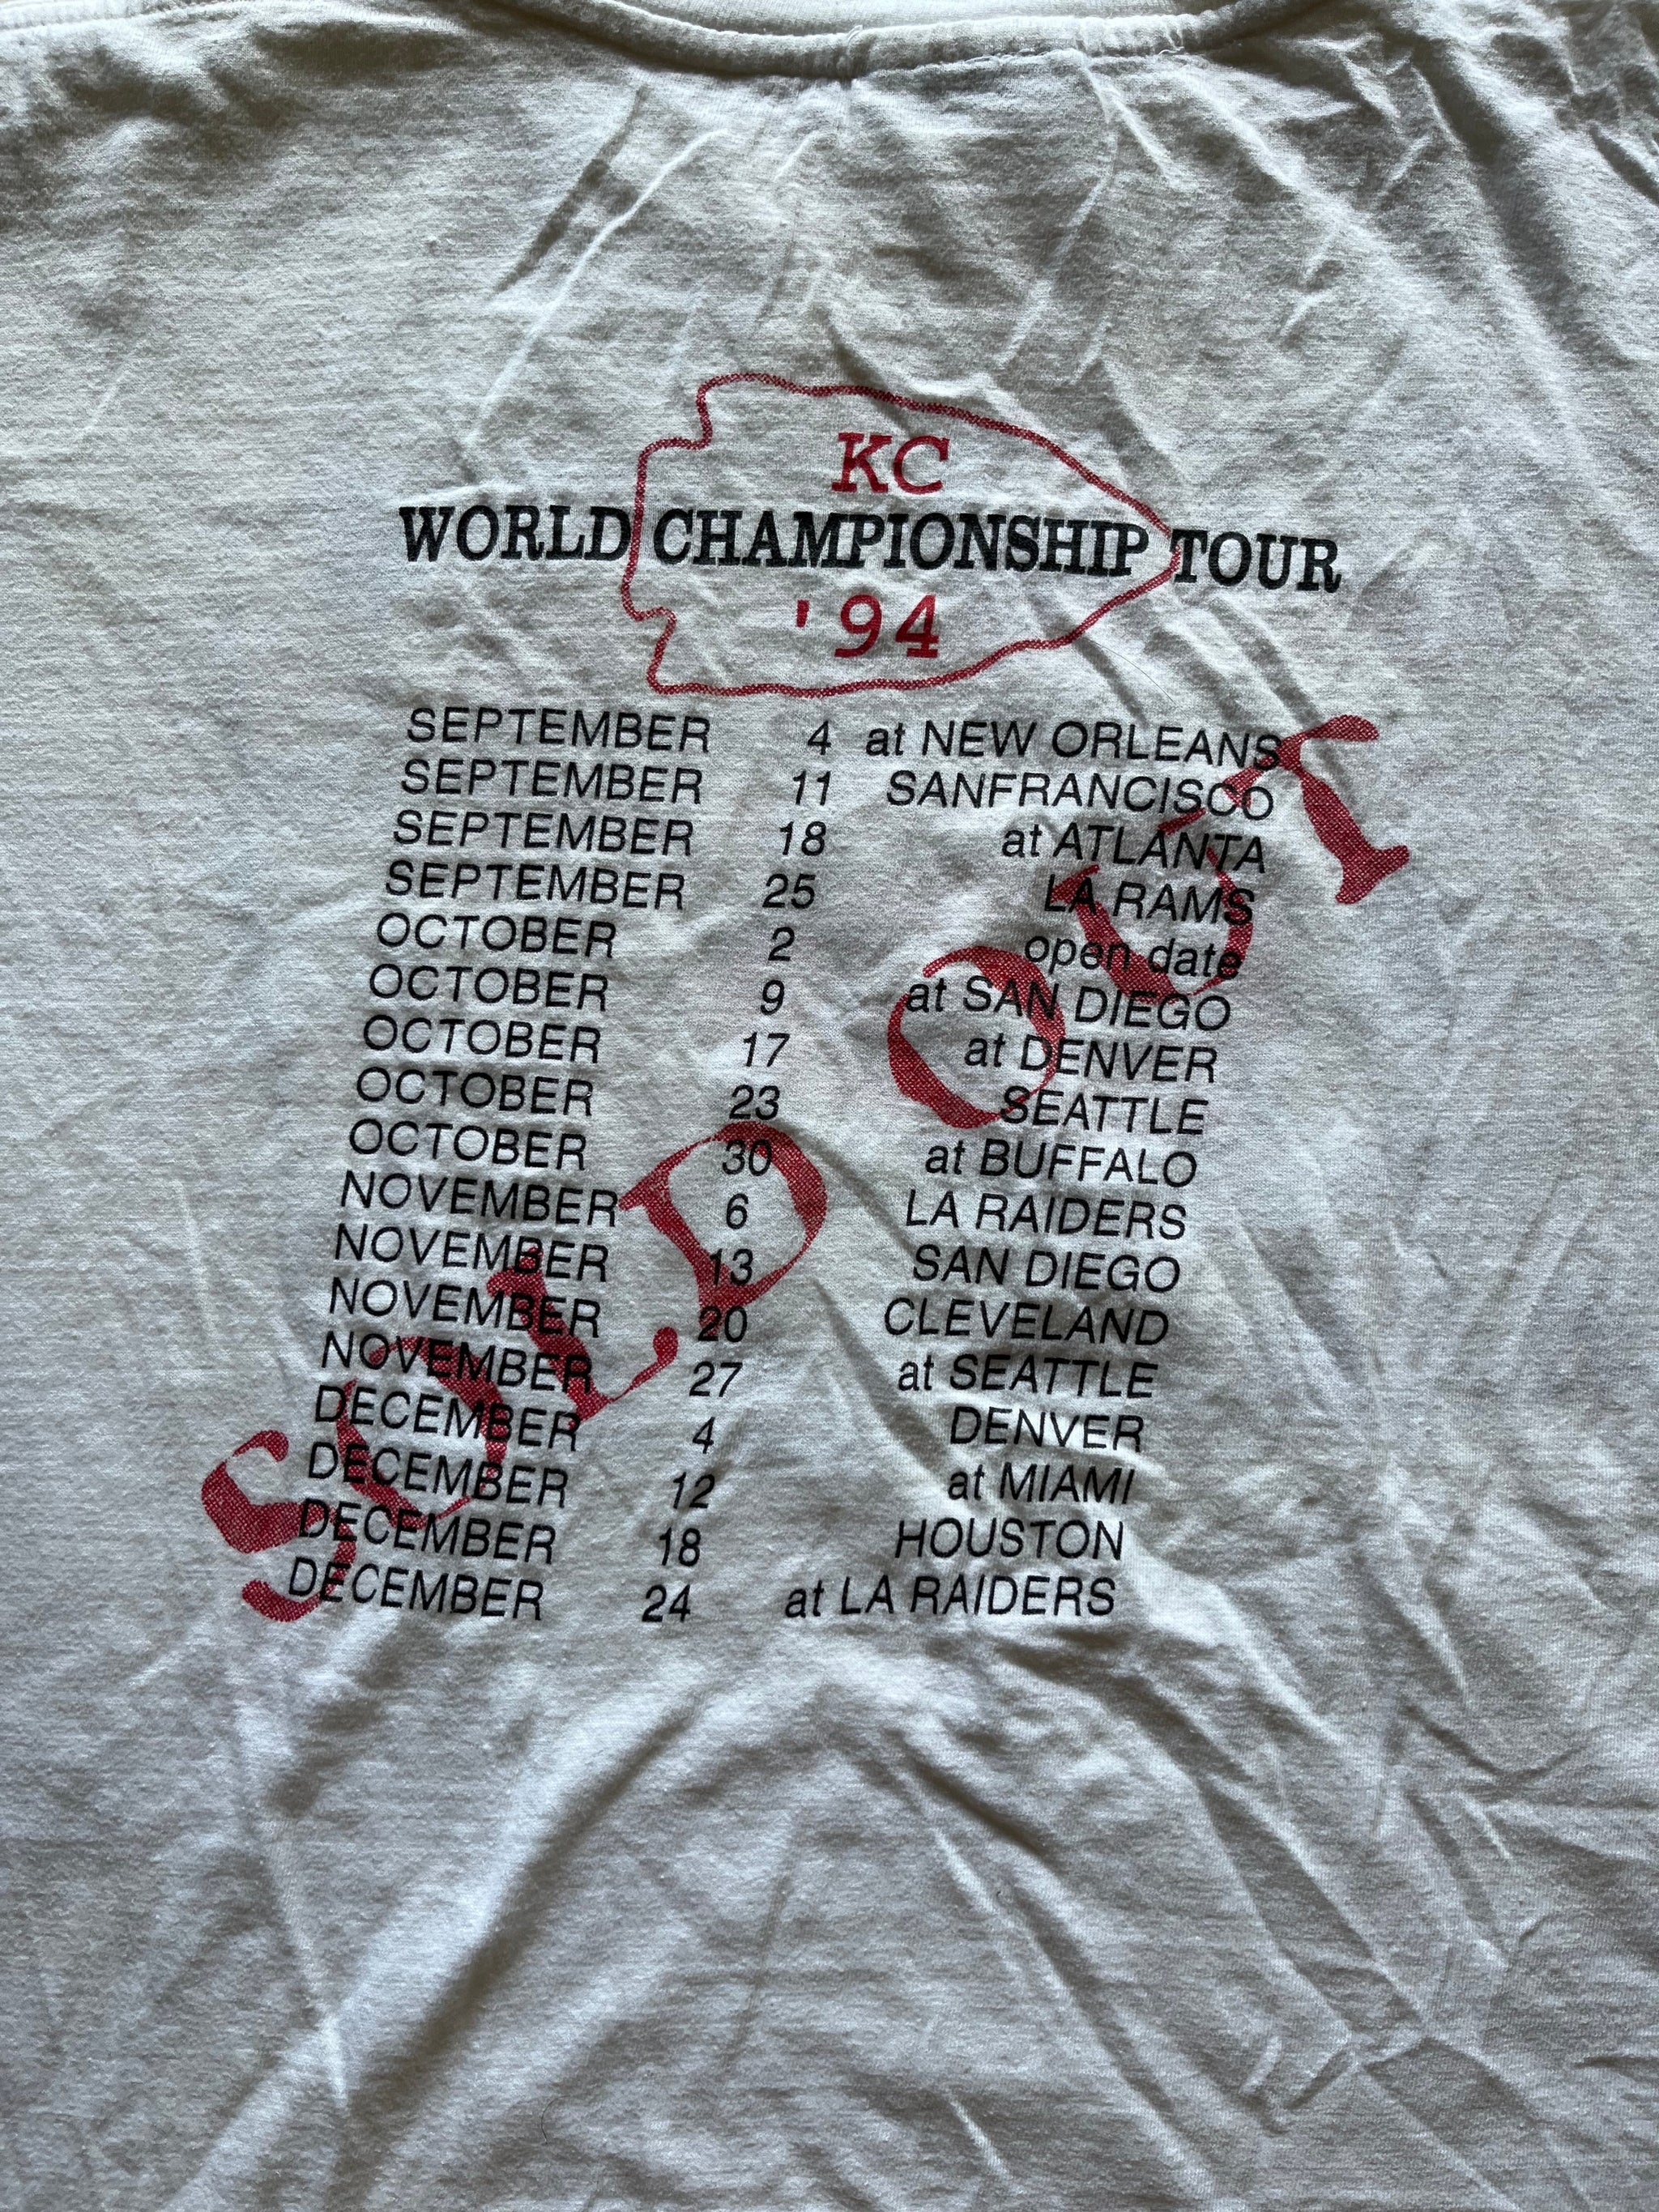 KC
WORLD CHAMPIONSHIP TOUR
'94
SEPTEMBER 4 at NEW ORLEANS
SEPTEMBER 11 SANFRANCISCO
SEPTEMBER 18 at ATLANTA
SEPTEMBER 25 LA RAMS
OCTOBER 2 open date
OCTOBER 9 at SAN DIEGO
OCTOBER 17 at DENVER
OCTOBER 23 SEATTLE
OCTOBER 30 at BUFFALO
NOVEMBER 6 LA RAIDERS
NOVEMBER 13 SAN DIEGO
NOVEMBER 20 CLEVELAND
NOVEMBER 27 at SEATTLE
DECEMBER 4 DENVER
DECEMBER 12 at MIAMI
DECEMBER 18 HOUSTON
DECEMBER 24 at LA RAIDERS
SOLD OUT